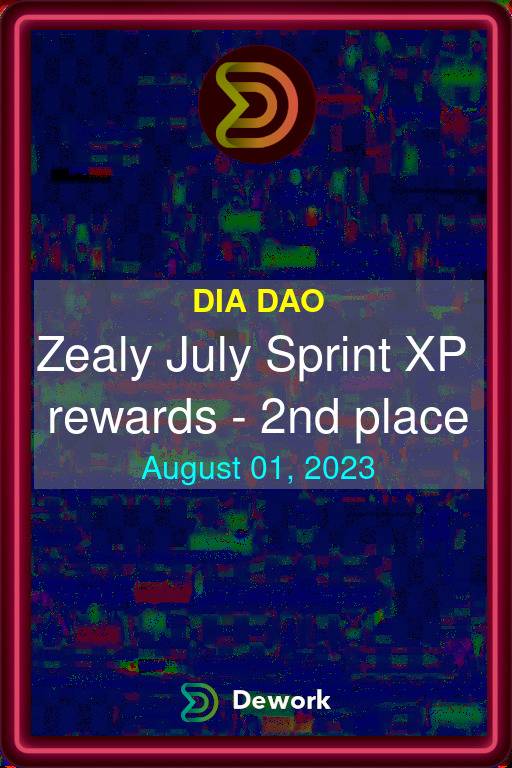 DIA DAO
Zealy July Sprint XP
rewards - 2nd place
August 01, 2023
Dework